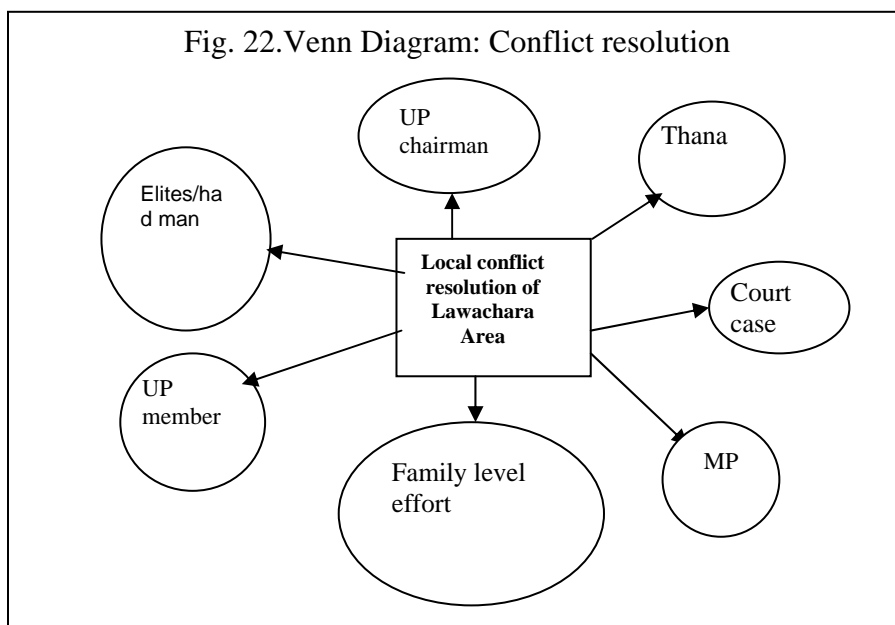 Fig. 22.Venn Diagram: Conflict resolution
UP
chairman
Thana
Elites/ha
d man
Local conflict
resolution of
Lawachara
Area
Court
case
UP
member
Family level
effort
MP